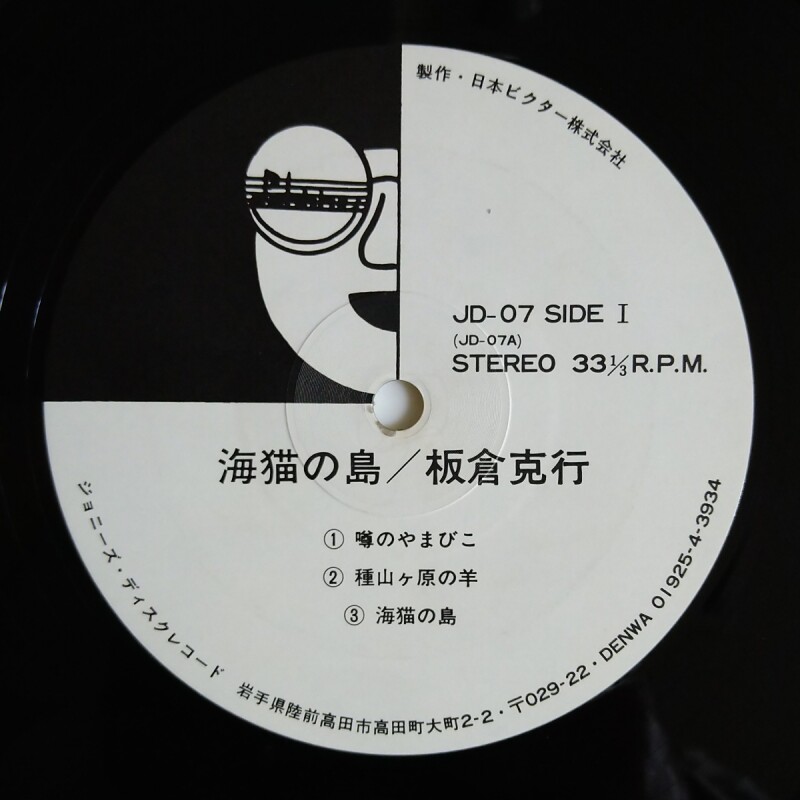 製作・日本ビクター株式会社
JD-07 SIDE I
(JD-07A)
STEREO 33⅓ R.P.M.
海猫の島／板倉克行
① 噂のやまびこ
② 種山ヶ原の羊
③ 海猫の島
ジョニーズ・ディスクレコード 岩手県陸前高田市高田町大町2-2・〒029-22・DENWA 01925-4-3934